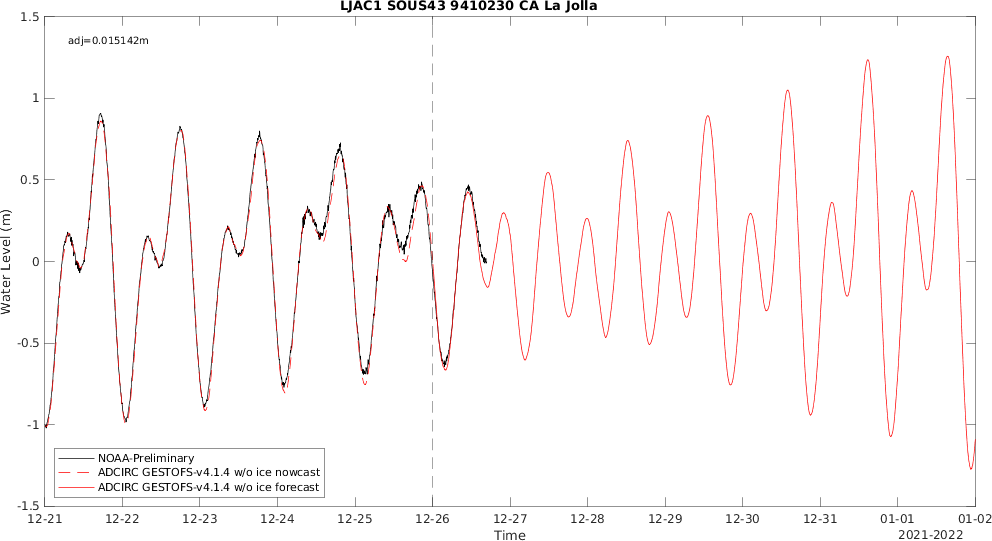 LJAC1 SOUS43 9410230 CA La Jolla
adj=0.015142m
1.5
1
0.5
0
-0.5
-1
-1.5
Water Level (m)
NOAA-Preliminary
ADCIRC GESTOFS-v4.1.4 w/o ice nowcast
ADCIRC GESTOFS-v4.1.4 w/o ice forecast
12-21 12-22 12-23 12-24 12-25 12-26 12-27 12-28 12-29 12-30 12-31 01-01 01-02
Time
2021-2022